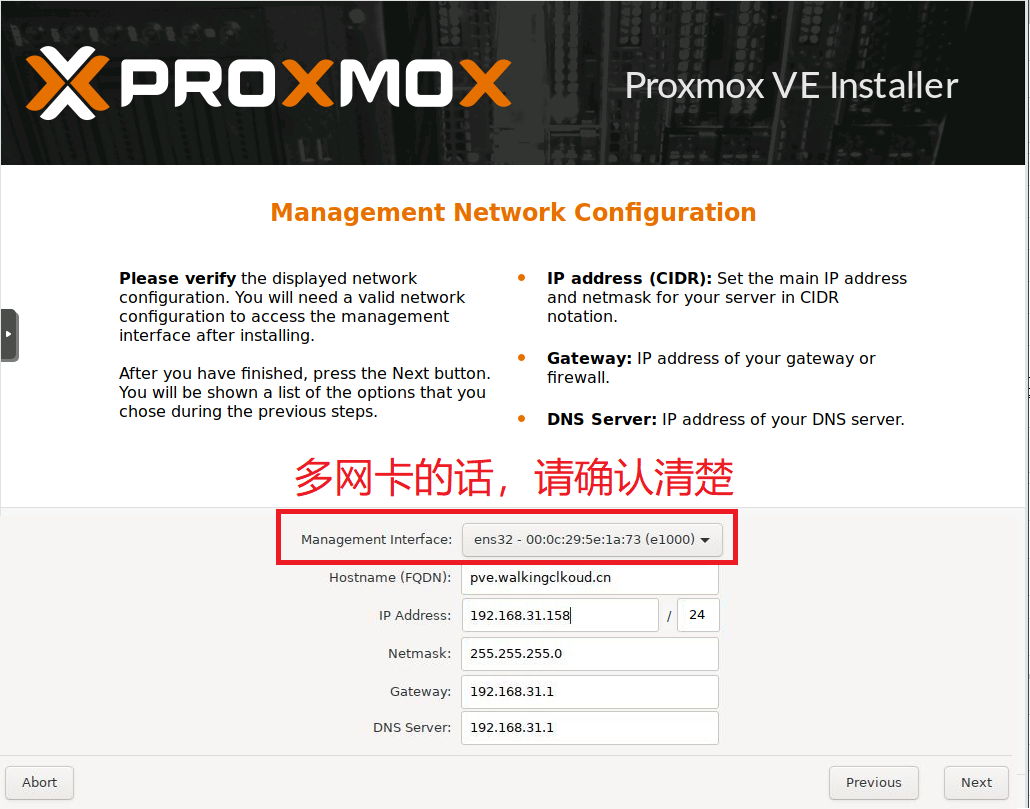 PROXMOX
Proxmox VE Installer
Management Network Configuration
Please verify the displayed network
configuration. You will need a valid network
configuration to access the management
interface after installing.
After you have finished, press the Next button.
You will be shown a list of the options that you
chose during the previous steps.
IP address (CIDR): Set the main IP address
and netmask for your server in CIDR
notation.
Gateway: IP address of your gateway or
firewall.
DNS Server: IP address of your DNS server.
多网卡的话，请确认清楚
Management Interface: ens32 - 00:0c:29:5e:1a:73 (e1000)
Hostname (FQDN): pve.walkingclkoud.cn
IP Address: 192.168.31.158 / 24
Netmask: 255.255.255.0
Gateway: 192.168.31.1
DNS Server: 192.168.31.1
Abort Previous Next